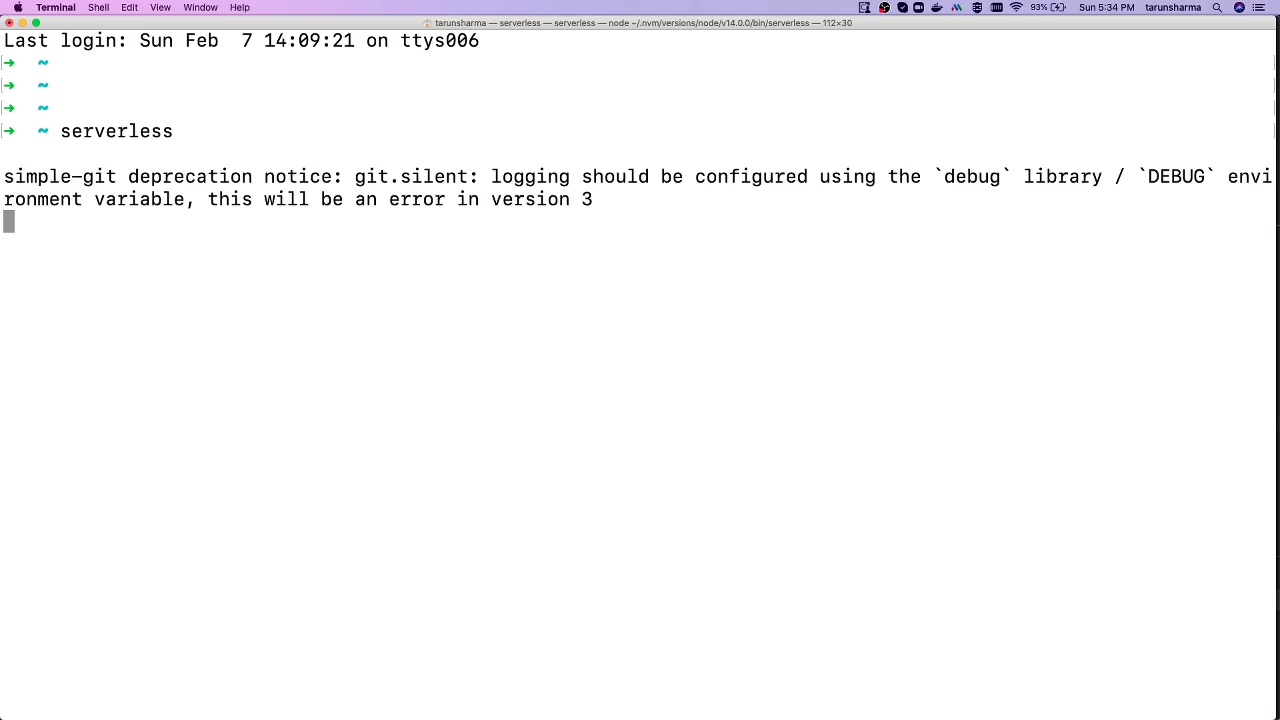 Terminal Shell Edit View Window Help 93% Sun 5:34 PM tarunsharma
tarunsharma — serverless — serverless — node ~/.nvm/versions/node/v14.0.0/bin/serverless — 112×30
Last login: Sun Feb  7 14:09:21 on ttys006
➜ ~
➜ ~
➜ ~
➜ ~ serverless
simple-git deprecation notice: git.silent: logging should be configured using the `debug` library / `DEBUG` envi
ronment variable, this will be an error in version 3